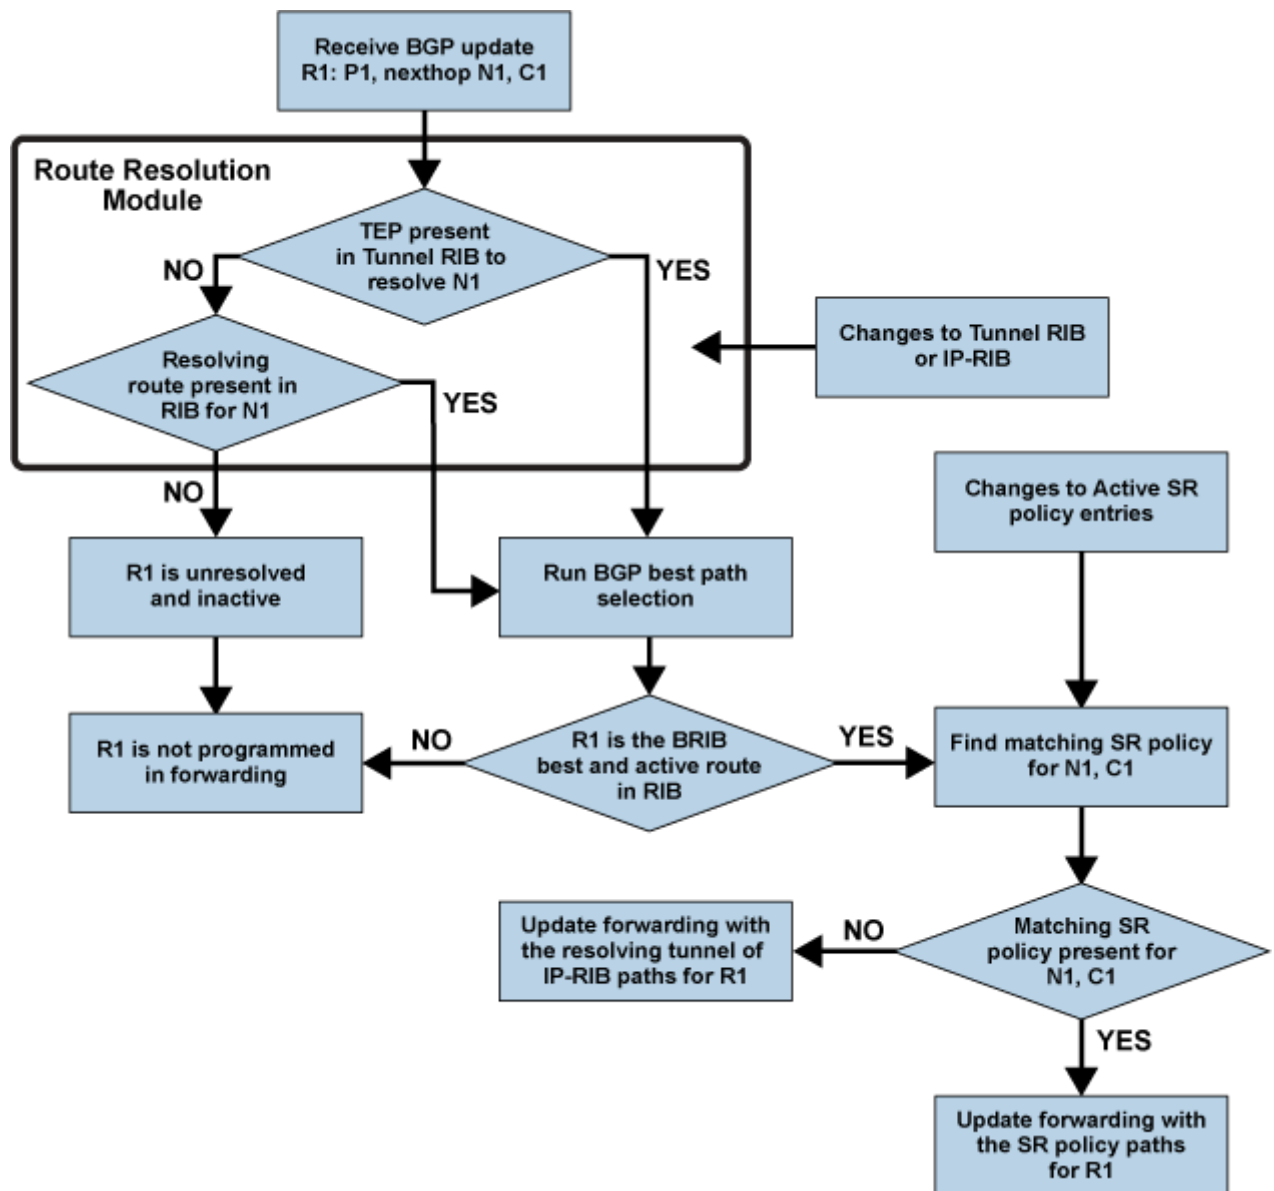 Receive BGP update
R1: P1, nexthop N1, C1
Route Resolution
Module
TEP present
in Tunnel RIB to
resolve N1
NO
YES
Changes to Tunnel RIB
or IP-RIB
Resolving
route present in
RIB for N1
YES
NO
Changes to Active SR
policy entries
R1 is unresolved
and inactive
Run BGP best path
selection
R1 is not programmed
in forwarding
NO
R1 is the BRIB
best and active route
in RIB
YES
Find matching SR policy
for N1, C1
Update forwarding with
the resolving tunnel of
IP-RIB paths for R1
NO
Matching SR
policy present for
N1, C1
YES
Update forwarding with
the SR policy paths
for R1